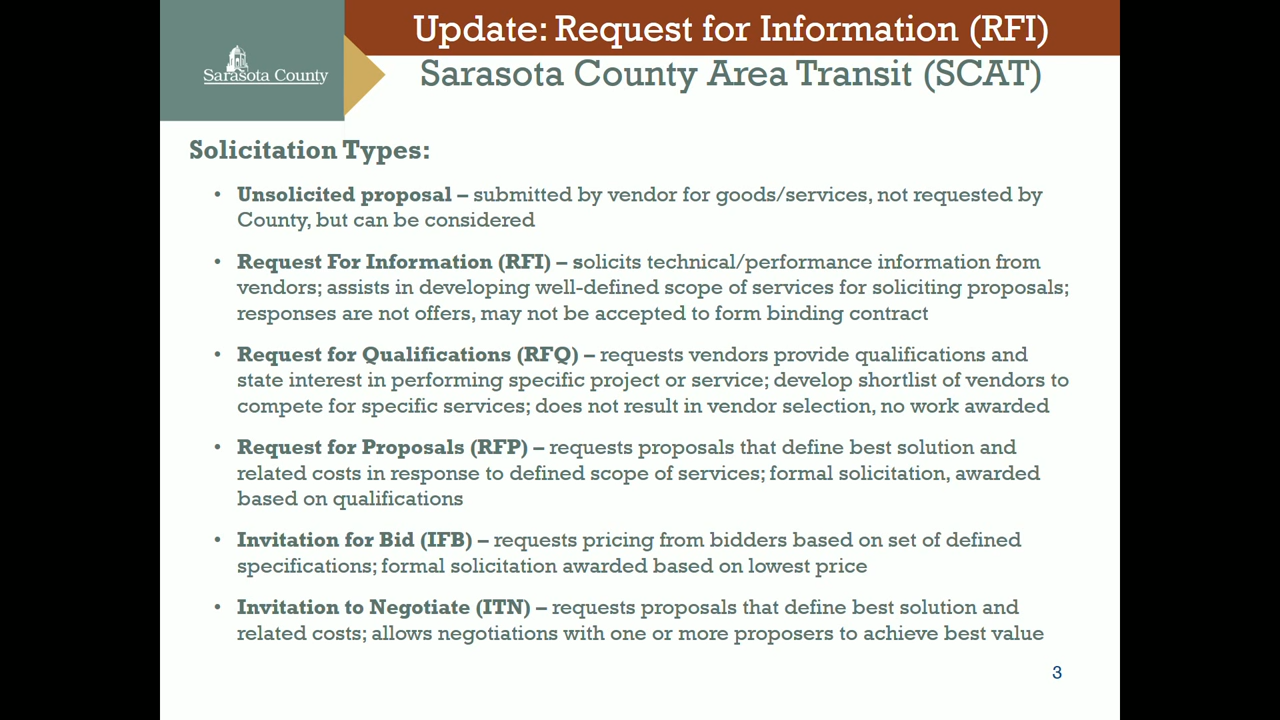 Update: Request for Information (RFI)
Sarasota County
Sarasota County Area Transit (SCAT)
Solicitation Types:
• Unsolicited proposal – submitted by vendor for goods/services, not requested by
County, but can be considered
• Request For Information (RFI) – solicits technical/performance information from
vendors; assists in developing well-defined scope of services for soliciting proposals;
responses are not offers, may not be accepted to form binding contract
• Request for Qualifications (RFQ) – requests vendors provide qualifications and
state interest in performing specific project or service; develop shortlist of vendors to
compete for specific services; does not result in vendor selection, no work awarded
• Request for Proposals (RFP) – requests proposals that define best solution and
related costs in response to defined scope of services; formal solicitation, awarded
based on qualifications
• Invitation for Bid (IFB) – requests pricing from bidders based on set of defined
specifications; formal solicitation awarded based on lowest price
• Invitation to Negotiate (ITN) – requests proposals that define best solution and
related costs; allows negotiations with one or more proposers to achieve best value
3